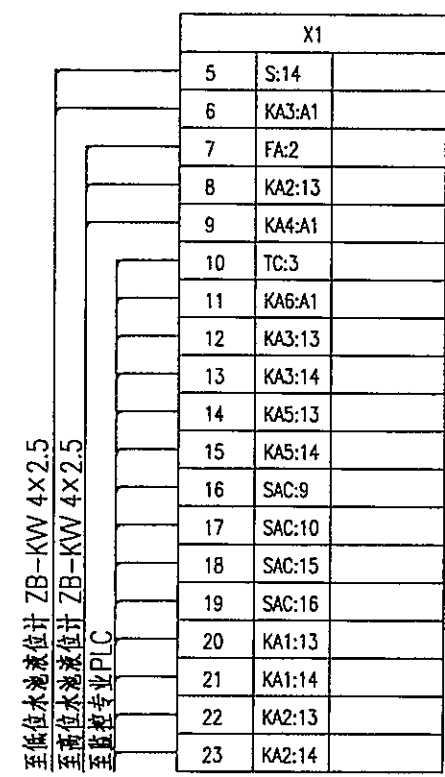 X1
5 S:14
6 KA3:A1
7 FA:2
8 KA2:13
9 KA4:A1
10 TC:3
11 KA6:A1
12 KA3:13
13 KA3:14
14 KA5:13
15 KA5:14
16 SAC:9
17 SAC:10
18 SAC:15
19 SAC:16
20 KA1:13
21 KA1:14
22 KA2:13
23 KA2:14
至低位水池液位计 ZB-KVV 4×2.5
至高位水池液位计 ZB-KVV 4×2.5
至监控专业PLC